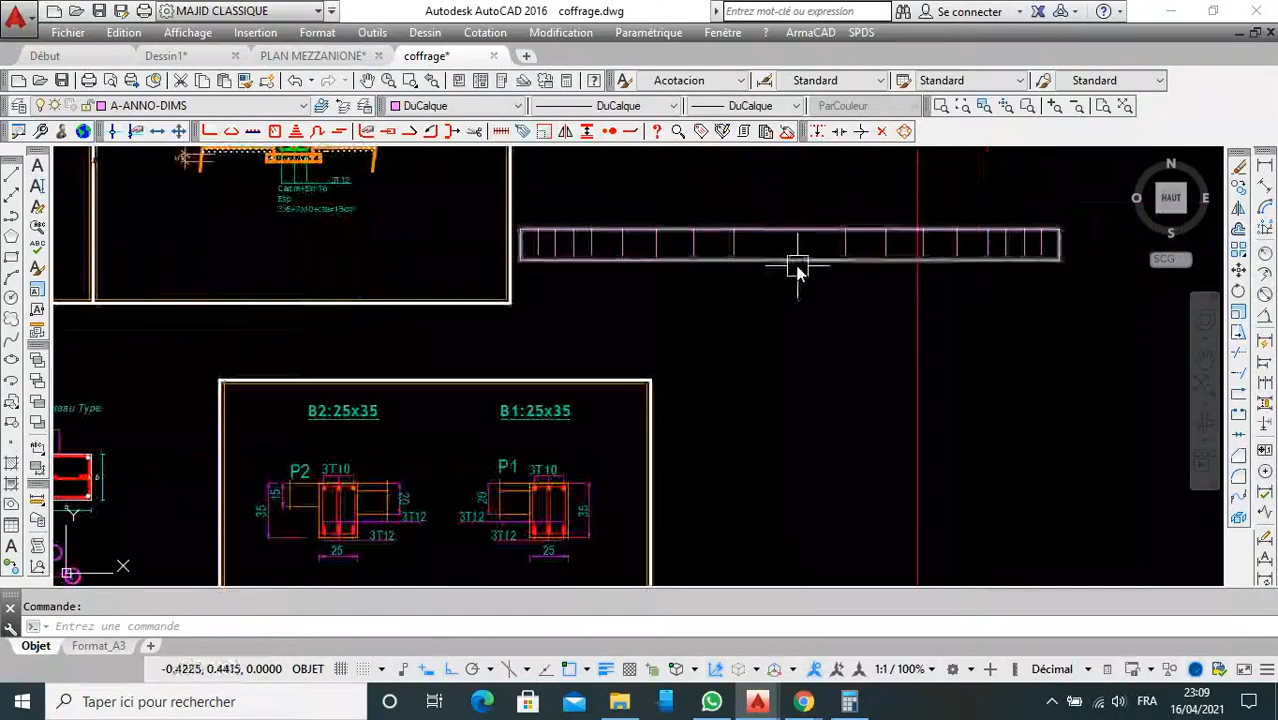 MAJID CLASSIQUE
Autodesk AutoCAD 2016 coffrage.dwg
Entrez mot-clé ou expression
Se connecter
Fichier Edition Affichage Insertion Format Outils Dessin Cotation Modification Paramétrique Fenêtre ? ArmaCAD SPDS
Début Dessin1* PLAN MEZZANIONE* coffrage*
Acotacion Standard Standard Standard
A-ANNO-DIMS DuCalque DuCalque DuCalque ParCouleur
N
O HAUT E
S
SCG
B2:25x35 B1:25x35
P2 3T10 P1 3T10
15 20 20
35 35
3T12 3T12
3T12 3T12
25 25
Y
X
Commande:
Entrez une commande
Objet Format_A3
-0.4225, 0.4415, 0.0000 OBJET 1:1 / 100% Décimal
Taper ici pour rechercher
FRA
23:09
16/04/2021